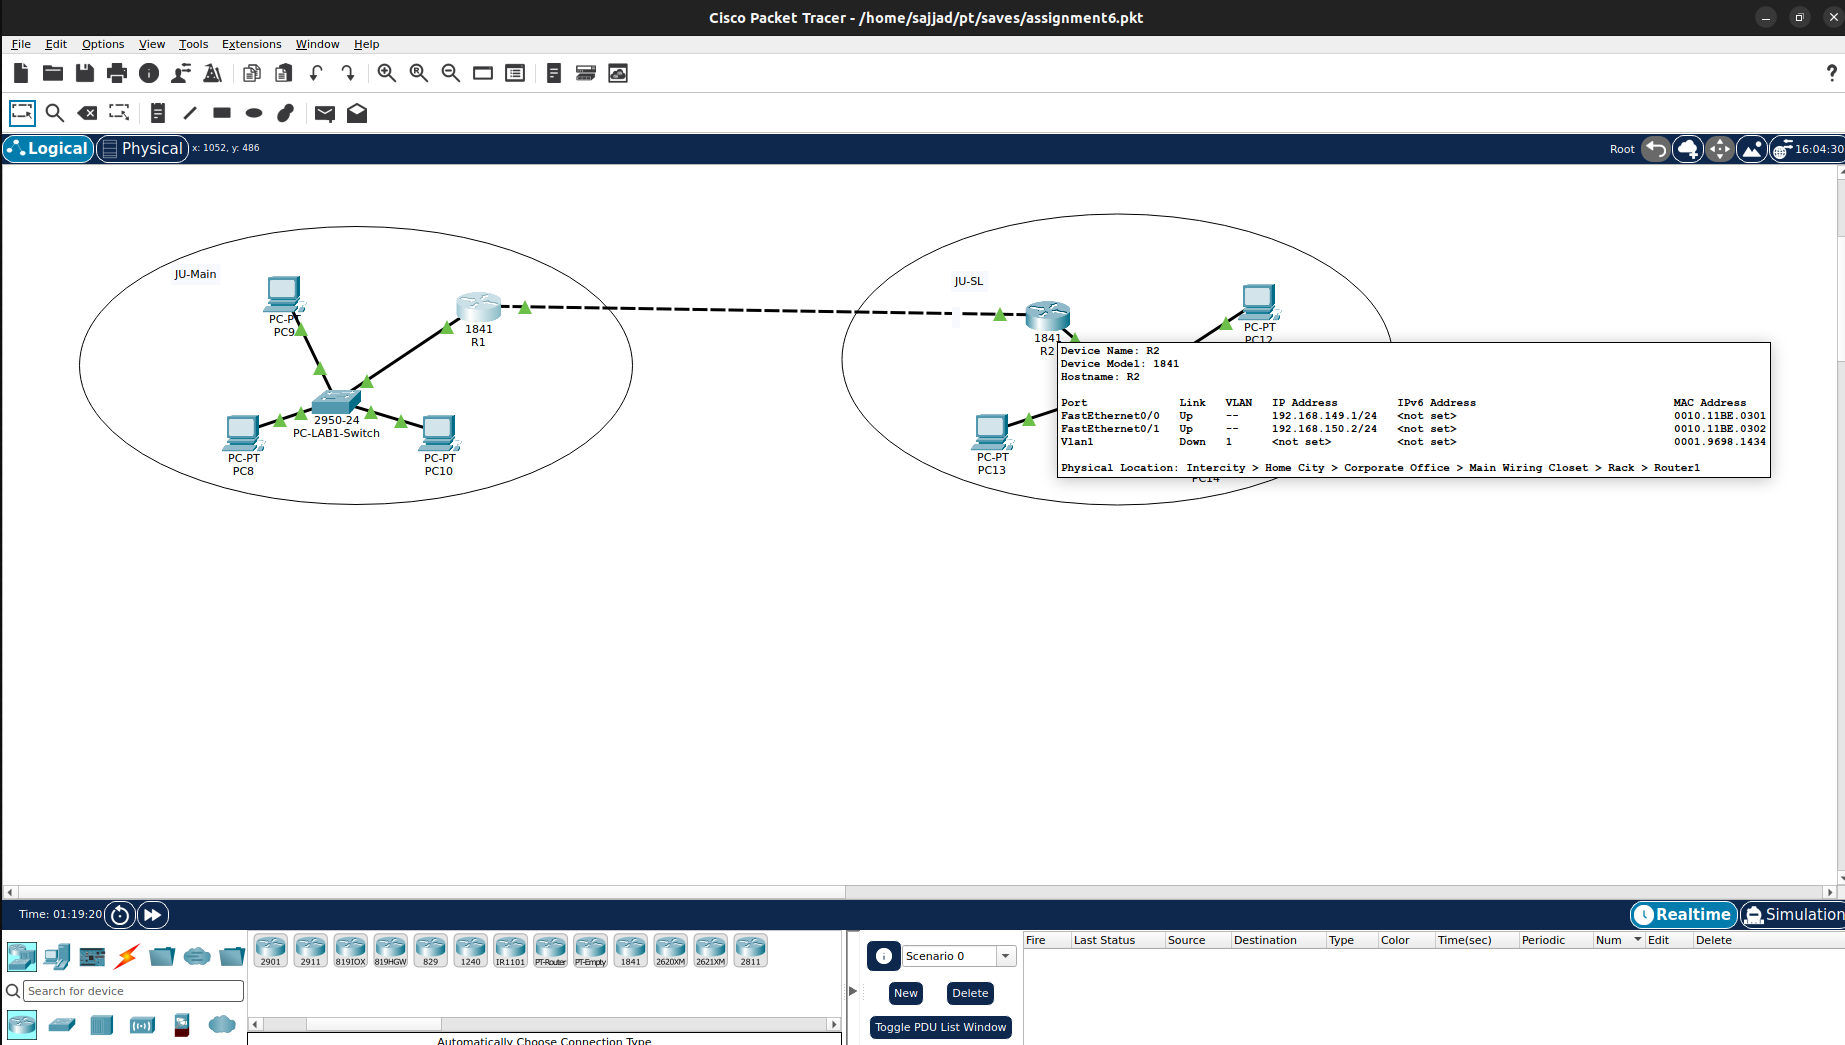 Cisco Packet Tracer - /home/sajjad/pt/saves/assignment6.pkt
File Edit Options View Tools Extensions Window Help
?
Logical Physical x: 1052, y: 486 Root 16:04:30
JU-Main
PC-PT
PC9
1841
R1
2950-24
PC-LAB1-Switch
PC-PT
PC8
PC-PT
PC10
JU-SL
1841
R2
PC-PT
PC12
PC-PT
PC13
PC14
Device Name: R2
Device Model: 1841
Hostname: R2
Port Link VLAN IP Address IPv6 Address MAC Address
FastEthernet0/0 Up -- 192.168.149.1/24 <not set> 0010.11BE.0301
FastEthernet0/1 Up -- 192.168.150.2/24 <not set> 0010.11BE.0302
Vlan1 Down 1 <not set> <not set> 0001.9698.1434
Physical Location: Intercity > Home City > Corporate Office > Main Wiring Closet > Rack > Router1
Time: 01:19:20 Realtime Simulation
2901 2911 819IOX 819HGW 829 1240 IR1101 PT-Router PT-Empty 1841 2620XM 2621XM 2811
Search for device
Automatically Choose Connection Type
Scenario 0
New Delete
Toggle PDU List Window
Fire Last Status Source Destination Type Color Time(sec) Periodic Num Edit Delete